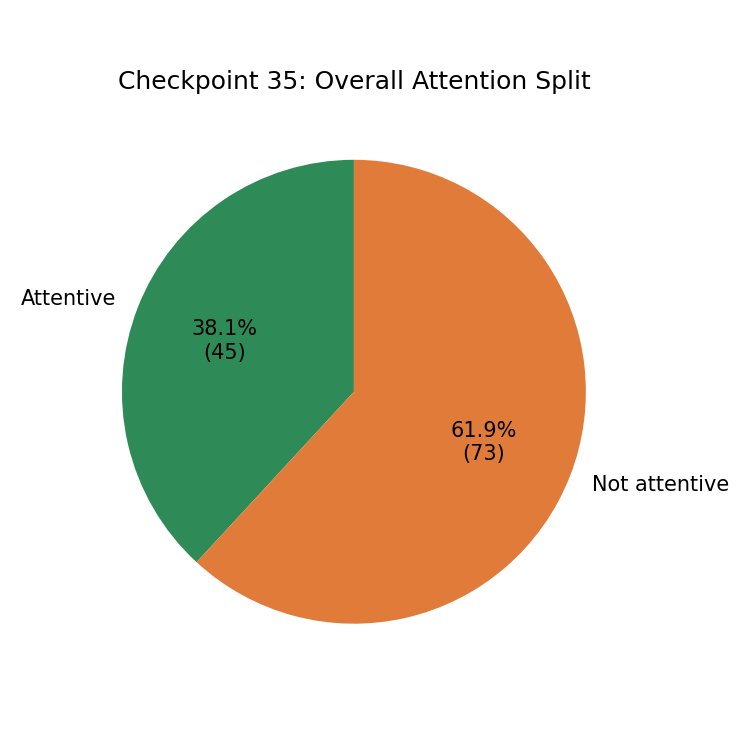 Checkpoint 35: Overall Attention Split
Attentive
38.1%
(45)
61.9%
(73)
Not attentive